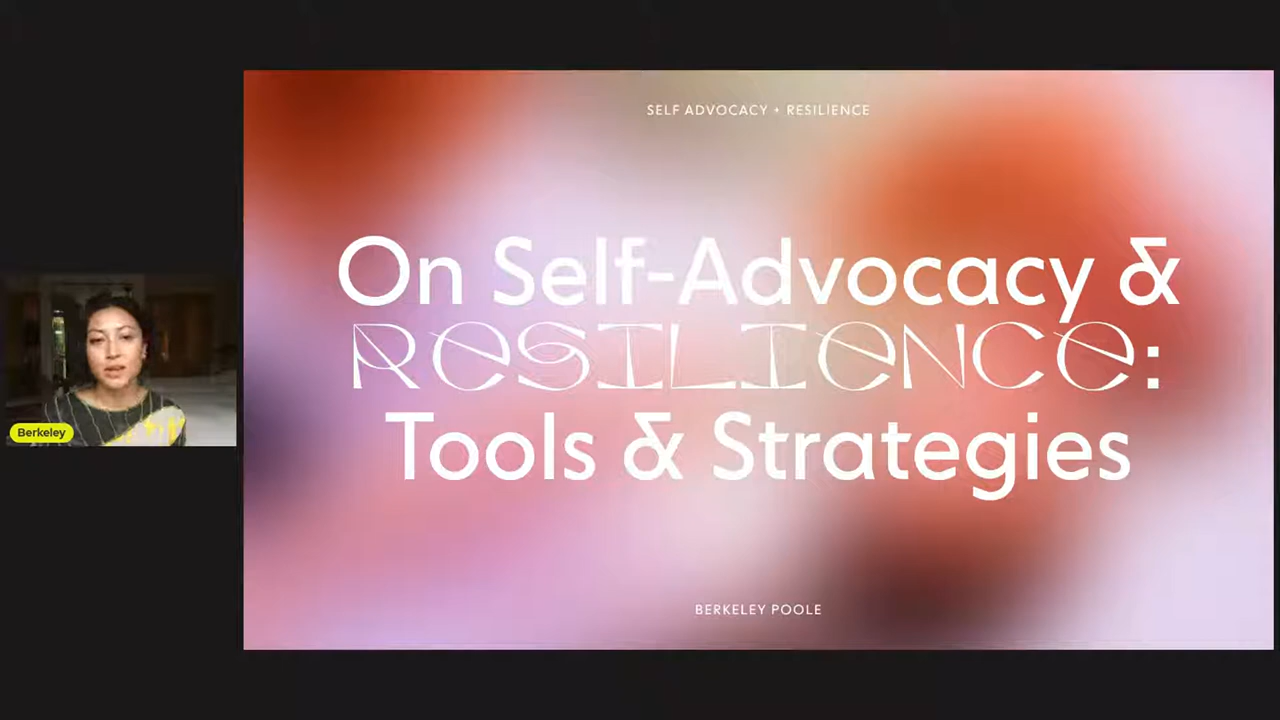 SELF ADVOCACY + RESILIENCE
On Self-Advocacy &
RESILIENCE:
Tools & Strategies
Berkeley
BERKELEY POOLE